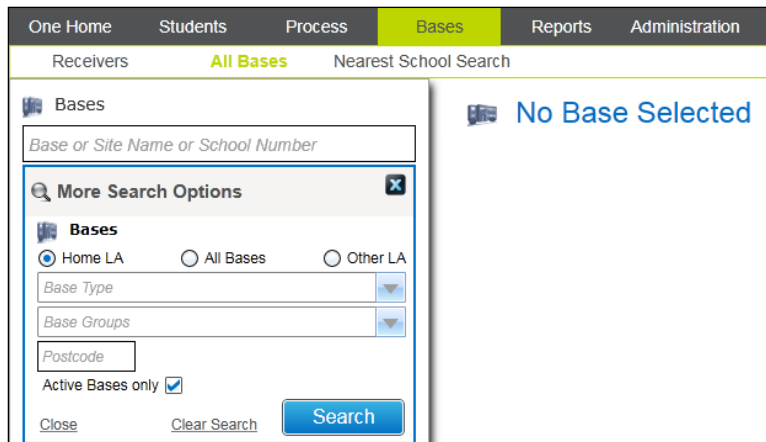 One Home Students Process Bases Reports Administration
Receivers All Bases Nearest School Search
Bases
No Base Selected
Base or Site Name or School Number
More Search Options
Bases
Home LA All Bases Other LA
Base Type
Base Groups
Postcode
Active Bases only
Close Clear Search Search